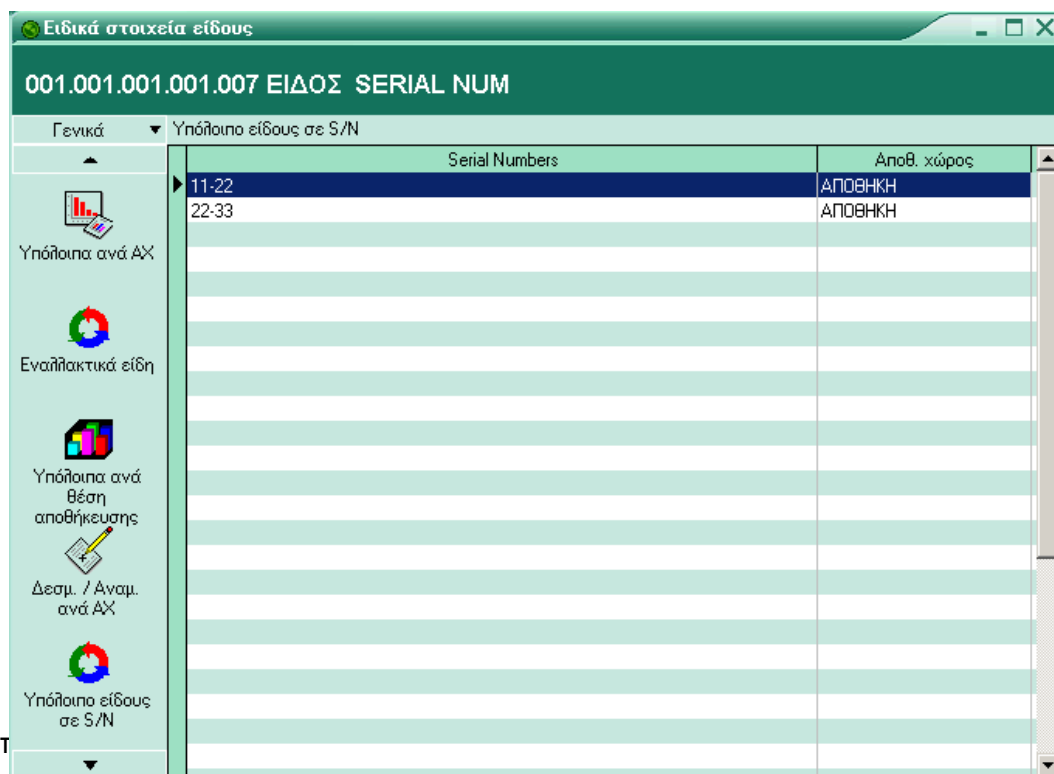 Ειδικά στοιχεία είδους
001.001.001.001.007 ΕΙΔΟΣ SERIAL NUM
Γενικά
Υπόλοιπο είδους σε S/N
Serial Numbers
Αποθ. χώρος
11-22
ΑΠΟΘΗΚΗ
22-33
ΑΠΟΘΗΚΗ
Υπόλοιπα ανά ΑΧ
Εναλλακτικά είδη
Υπόλοιπα ανά
θέση
αποθήκευσης
Δεσμ. / Αναμ.
ανά ΑΧ
Υπόλοιπο είδους
σε S/N
Τ